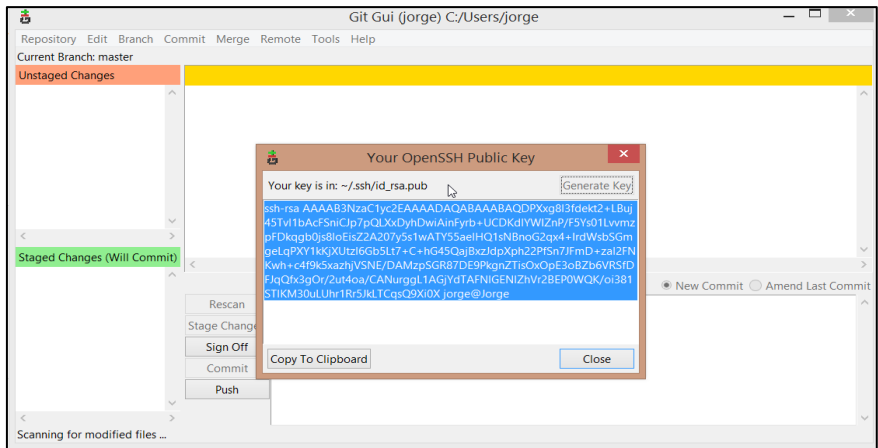 Git Gui (jorge) C:/Users/jorge
Repository Edit Branch Commit Merge Remote Tools Help
Current Branch: master
Unstaged Changes
Your OpenSSH Public Key
Your key is in: ~/.ssh/id_rsa.pub
Generate Key
ssh-rsa AAAAB3NzaC1yc2EAAAADAQABAAABAQDPXxg8I3fdekt2+LBuj
45TvI1bAcFSniCJp7pQLXxDyhDwiAinFyrb+UCDKdIYWIZnP/F5Ys01Lvvmz
pFDkqgb0js8IoEisZ2A207y5s1wATY55aeIHQ1sNBnoG2qx4+IrdWsbSGm
geLqPXY1kKjXUtzI6Gb5Lt7+C+hG45QajBxzJdpXph22PfSn7JFmD+zaI2FN
Kwh+c4f9k5xazhjVSNE/DAMzpSGR87DE9PkgnZTisOxOpE3oBZb6VRSfD
FJqQfx3gOr/2ut4oa/CANurggL1AGjYdTAFNIGENIZhVr2BEP0WQK/oi381
STIKM30uLUhr1Rr5JkLTCqsQ9Xi0X jorge@Jorge
Copy To Clipboard
Close
Staged Changes (Will Commit)
New Commit Amend Last Commit
Rescan
Stage Change
Sign Off
Commit
Push
Scanning for modified files ...